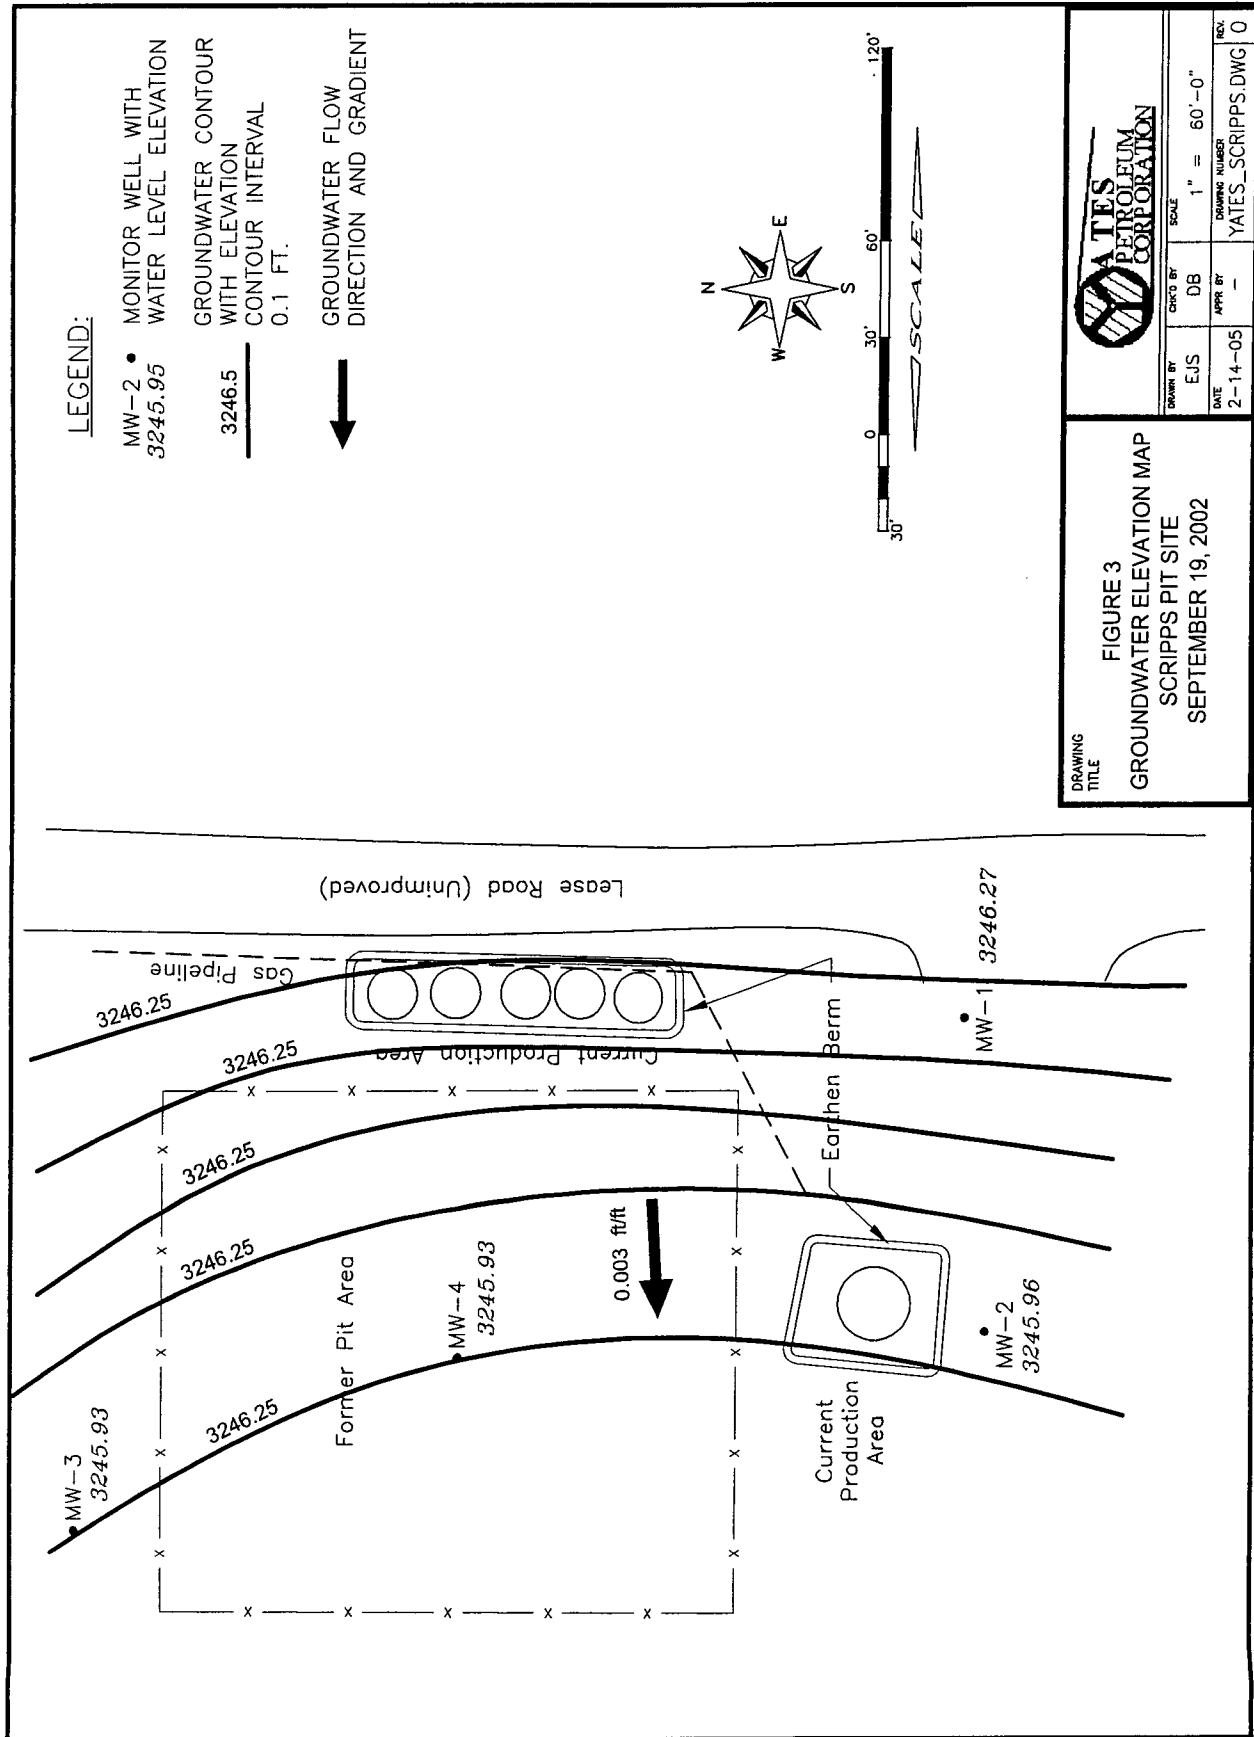 LEGEND:
MW-2 • MONITOR WELL WITH
3245.95 WATER LEVEL ELEVATION
3246.5 GROUNDWATER CONTOUR
WITH ELEVATION
CONTOUR INTERVAL
0.1 FT.
GROUNDWATER FLOW
DIRECTION AND GRADIENT
N
E
S
W
30' 0 30' 60' 120'
SCALE
Lease Road (Unimproved)
Gas Pipeline
Current Production Area
3246.25
3246.25
3246.25
3246.25
3246.25
MW-3
3245.93
Former Pit Area
MW-4
3245.93
0.003 ft/ft
Earthen Berm
MW-1 3246.27
MW-2
3245.96
Current
Production
Area
DRAWING
TITLE
FIGURE 3
GROUNDWATER ELEVATION MAP
SCRIPPS PIT SITE
SEPTEMBER 19, 2002
YATES
PETROLEUM
CORPORATION
DRAWN BY
EJS
CHK'D BY
DB
SCALE
1" = 60'-0"
DATE
2-14-05
APPR BY
-
DRAWING NUMBER
YATES_SCRIPPS.DWG
REV.
0